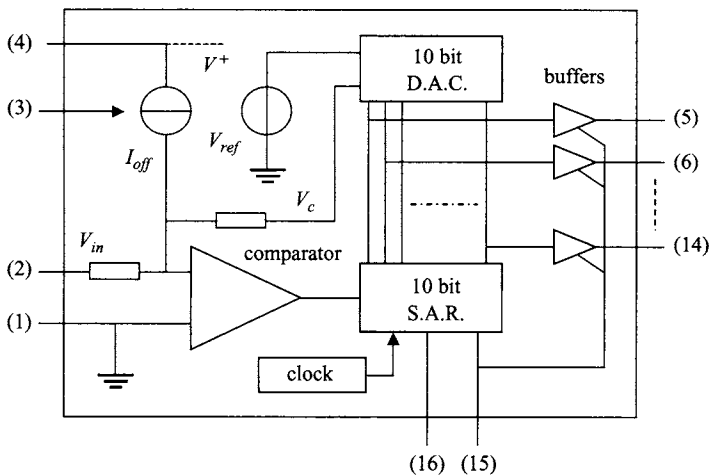 (4)
V+
10 bit
D.A.C.
buffers
(3)
Vref
(5)
Ioff
(6)
Vc
Vin
comparator
(14)
(2)
10 bit
S.A.R.
(1)
clock
(16)
(15)